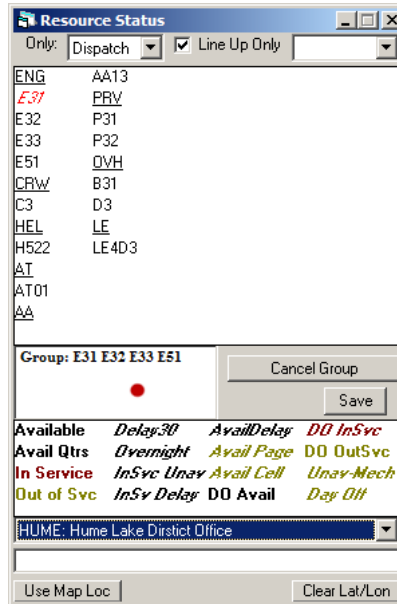 Resource Status
Only: Dispatch Line Up Only
ENG AA13
E31 PRV
E32 P31
E33 P32
E51 OVH
CRW B31
C3 D3
HEL LE
H522 LE4D3
AT
AT01
AA
Group: E31 E32 E33 E51
Cancel Group
Save
Available Delay30 AvailDelay DO InSvc
Avail Qtrs Overnight Avail Page DO OutSvc
In Service InSvc Unav Avail Cell Unav-Mech
Out of Svc InSv Delay DO Avail Day Off
HUME: Hume Lake Dirstict Office
Use Map Loc Clear Lat/Lon